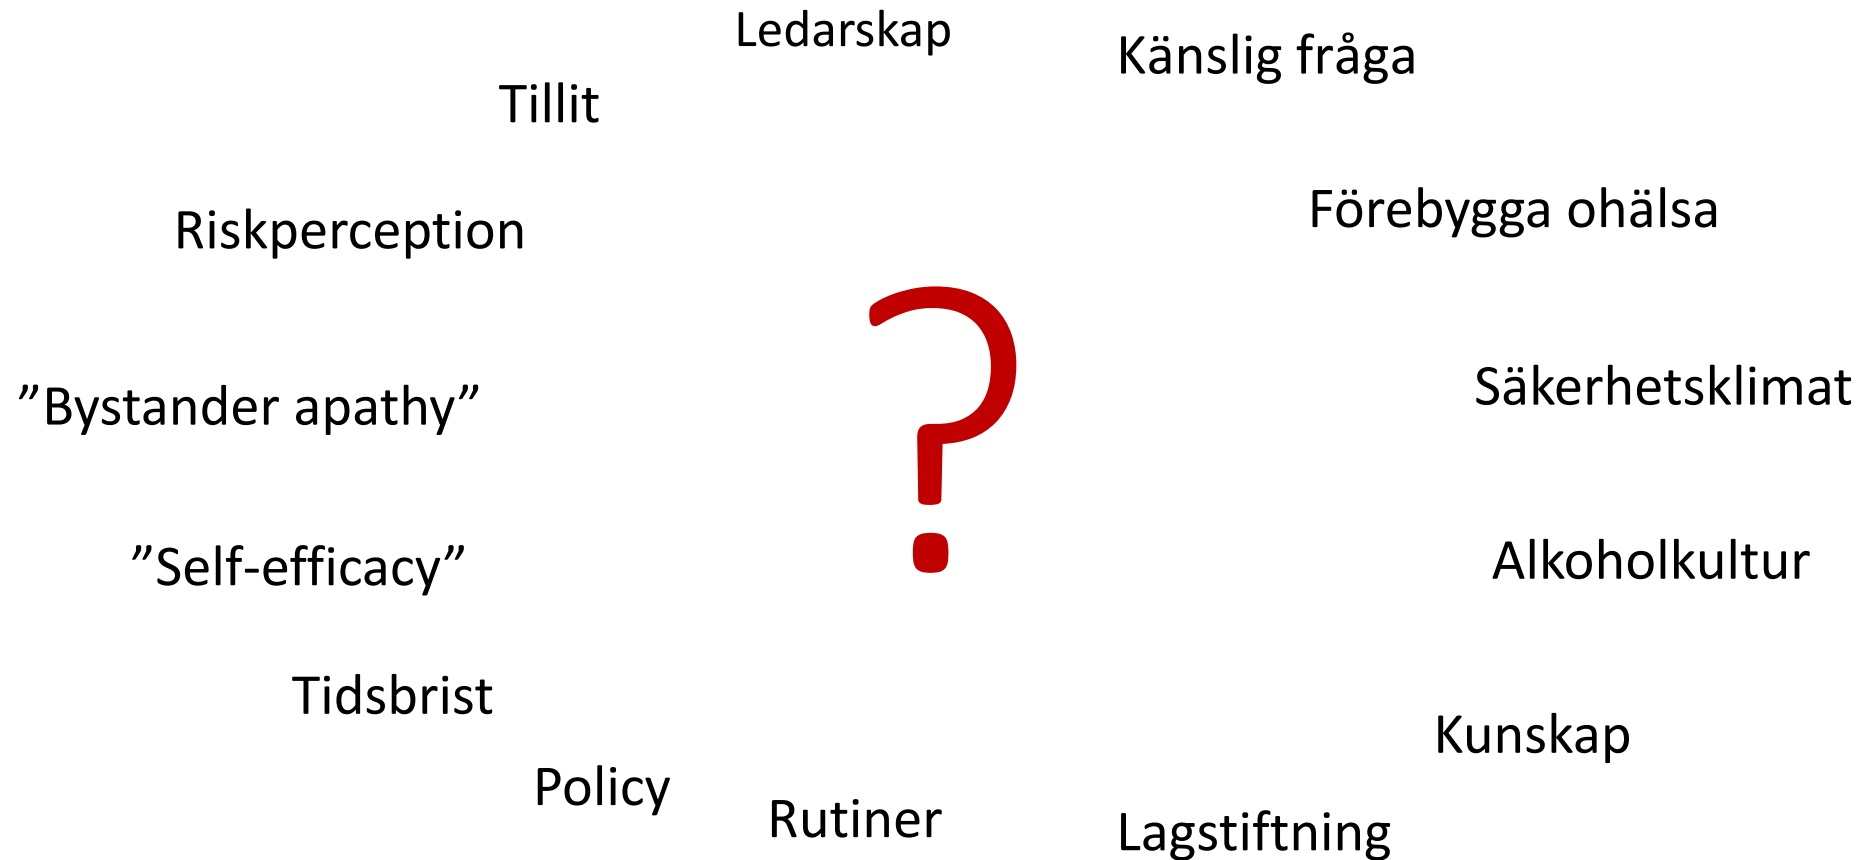 Ledarskap
Känslig fråga
Tillit
Förebygga ohälsa
Riskperception
?
Säkerhetsklimat
”Bystander apathy”
Alkoholkultur
”Self-efficacy”
Tidsbrist
Kunskap
Policy
Rutiner
Lagstiftning